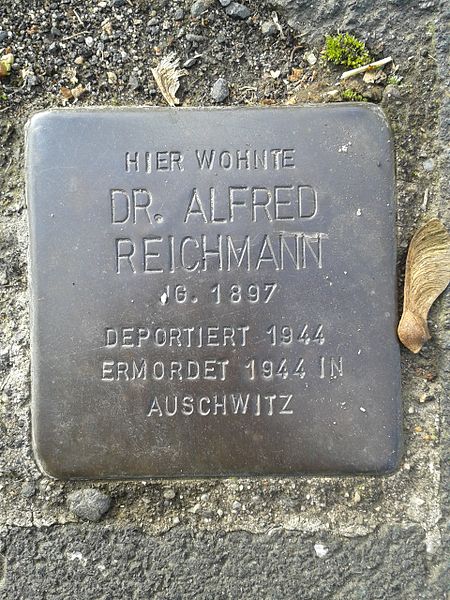 HIER WOHNTE
DR. ALFRED
REICHMANN
JG. 1897
DEPORTIERT 1944
ERMORDET 1944 IN
AUSCHWITZ